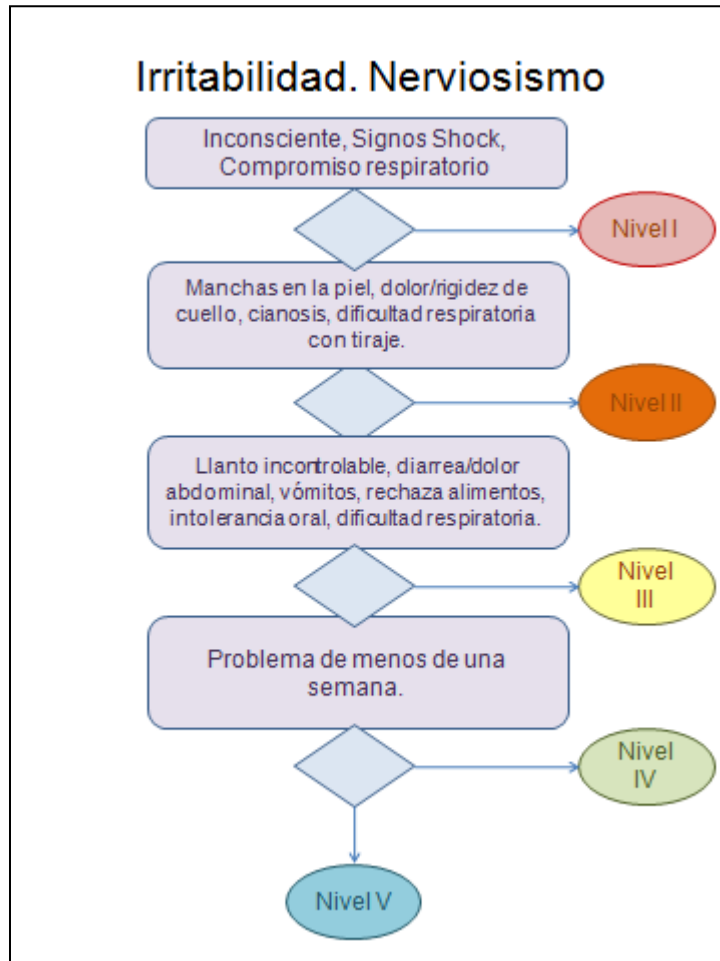 Irritabilidad. Nerviosismo
Inconsciente, Signos Shock,
Compromiso respiratorio
Nivel I
Manchas en la piel, dolor/rigidez de
cuello, cianosis, dificultad respiratoria
con tiraje.
Nivel II
Llanto incontrolable, diarrea/dolor
abdominal, vómitos, rechaza alimentos,
intolerancia oral, dificultad respiratoria.
Nivel
III
Problema de menos de una
semana.
Nivel
IV
Nivel V